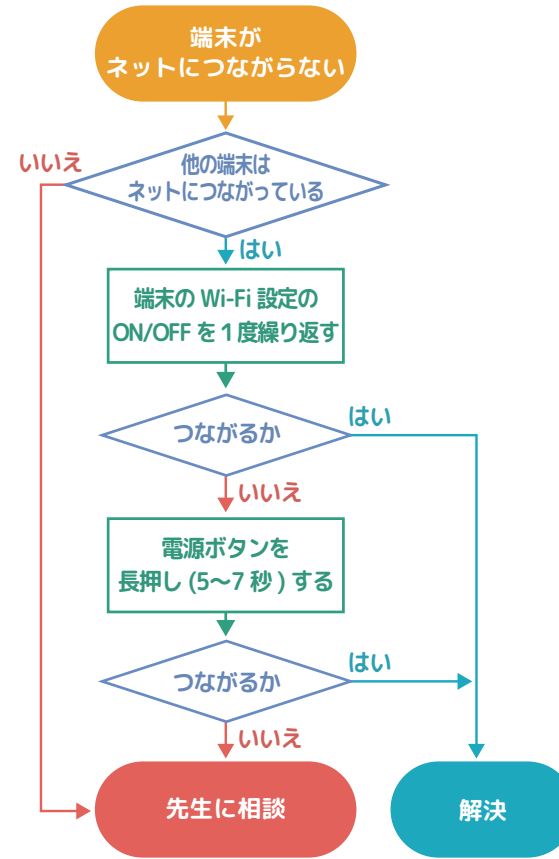 端末が
ネットにつながらない
いいえ
他の端末は
ネットにつながっている
はい
端末の Wi-Fi 設定の
ON/OFF を 1 度繰り返す
つながるか
はい
いいえ
電源ボタンを
長押し (5〜7 秒 ) する
つながるか
はい
いいえ
先生に相談
解決